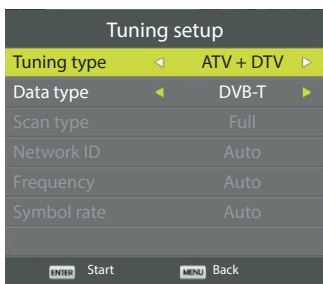 Tuning setup
Tuning type ATV + DTV
Data type DVB-T
Scan type Full
Network ID Auto
Frequency Auto
Symbol rate Auto
ENTER Start MENU Back